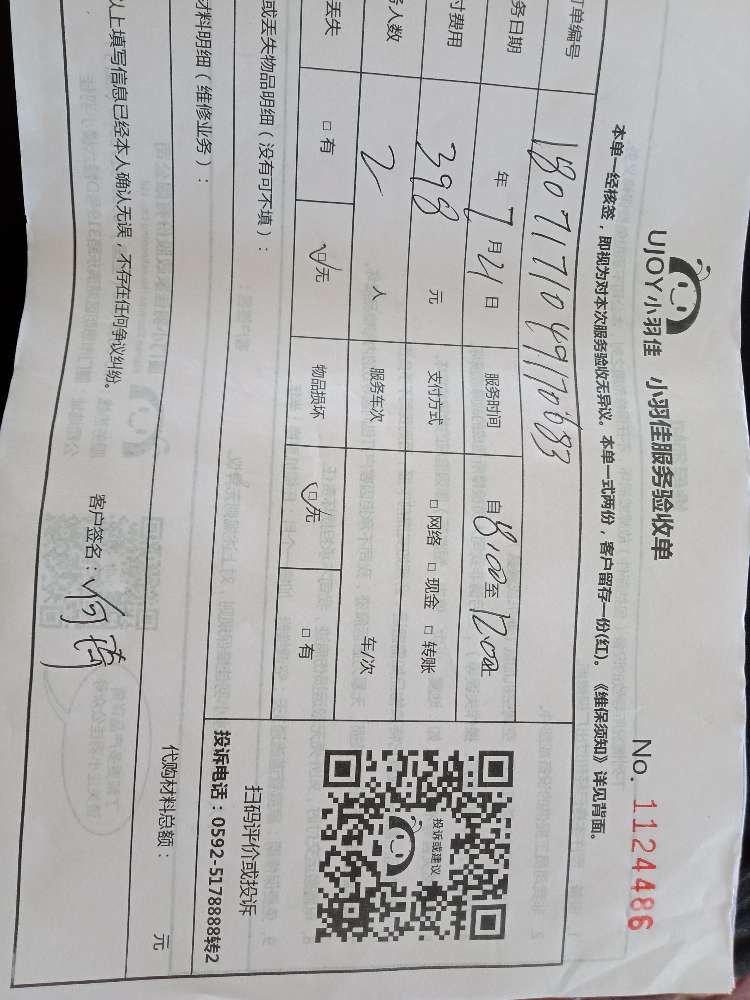 UJOY小羽佳 小羽佳服务验收单 No. 1124486
本单一经核签，即视为对本次服务验收无异议。本单一式两份，客户留存一份(红)。《维保须知》详见背面。
单编号 1807171049170683
务日期 年 7 月 21 日 服务时间 自 8:00 至 12:00止
付费用 398 元 支付方式 □ 网络 □ 现金 □ 转账
人数 2 人 服务车次 车/次
丢失 □ 有 ☑ 无 物品损坏 ☑ 无 □ 有
投诉或建议
或丢失物品明细（没有可不填）：
扫码评价或投诉
投诉电话：0592-5178888转2
材料明细（维修业务）：
代购材料总额： 元
以上填写信息已经本人确认无误，不存在任何争议纠纷。 客户签名：